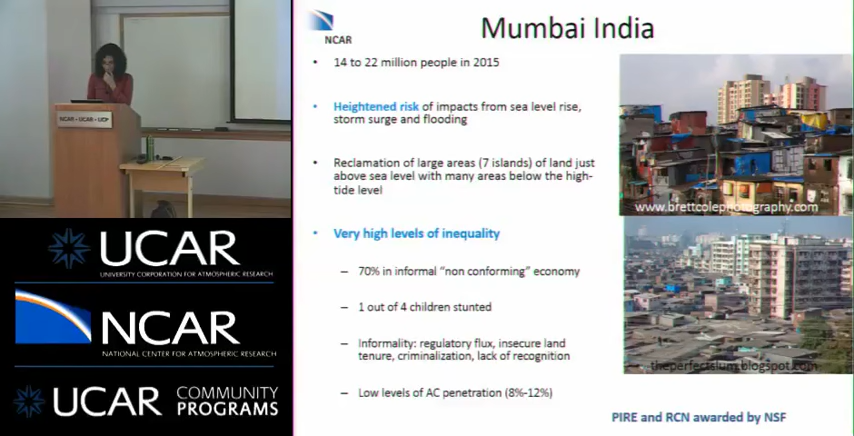 NCAR - UCAR - UCP
UCAR
UNIVERSITY CORPORATION FOR ATMOSPHERIC RESEARCH
NCAR
NATIONAL CENTER FOR ATMOSPHERIC RESEARCH
UCAR COMMUNITY
PROGRAMS
NCAR
Mumbai India
• 14 to 22 million people in 2015
• Heightened risk of impacts from sea level rise,
storm surge and flooding
• Reclamation of large areas (7 islands) of land just
above sea level with many areas below the high-
tide level
• Very high levels of inequality
– 70% in informal “non conforming” economy
– 1 out of 4 children stunted
– Informality: regulatory flux, insecure land
tenure, criminalization, lack of recognition
– Low levels of AC penetration (8%-12%)
www.brettcolephotography.com
theperfectslum.blogspot.com
PIRE and RCN awarded by NSF